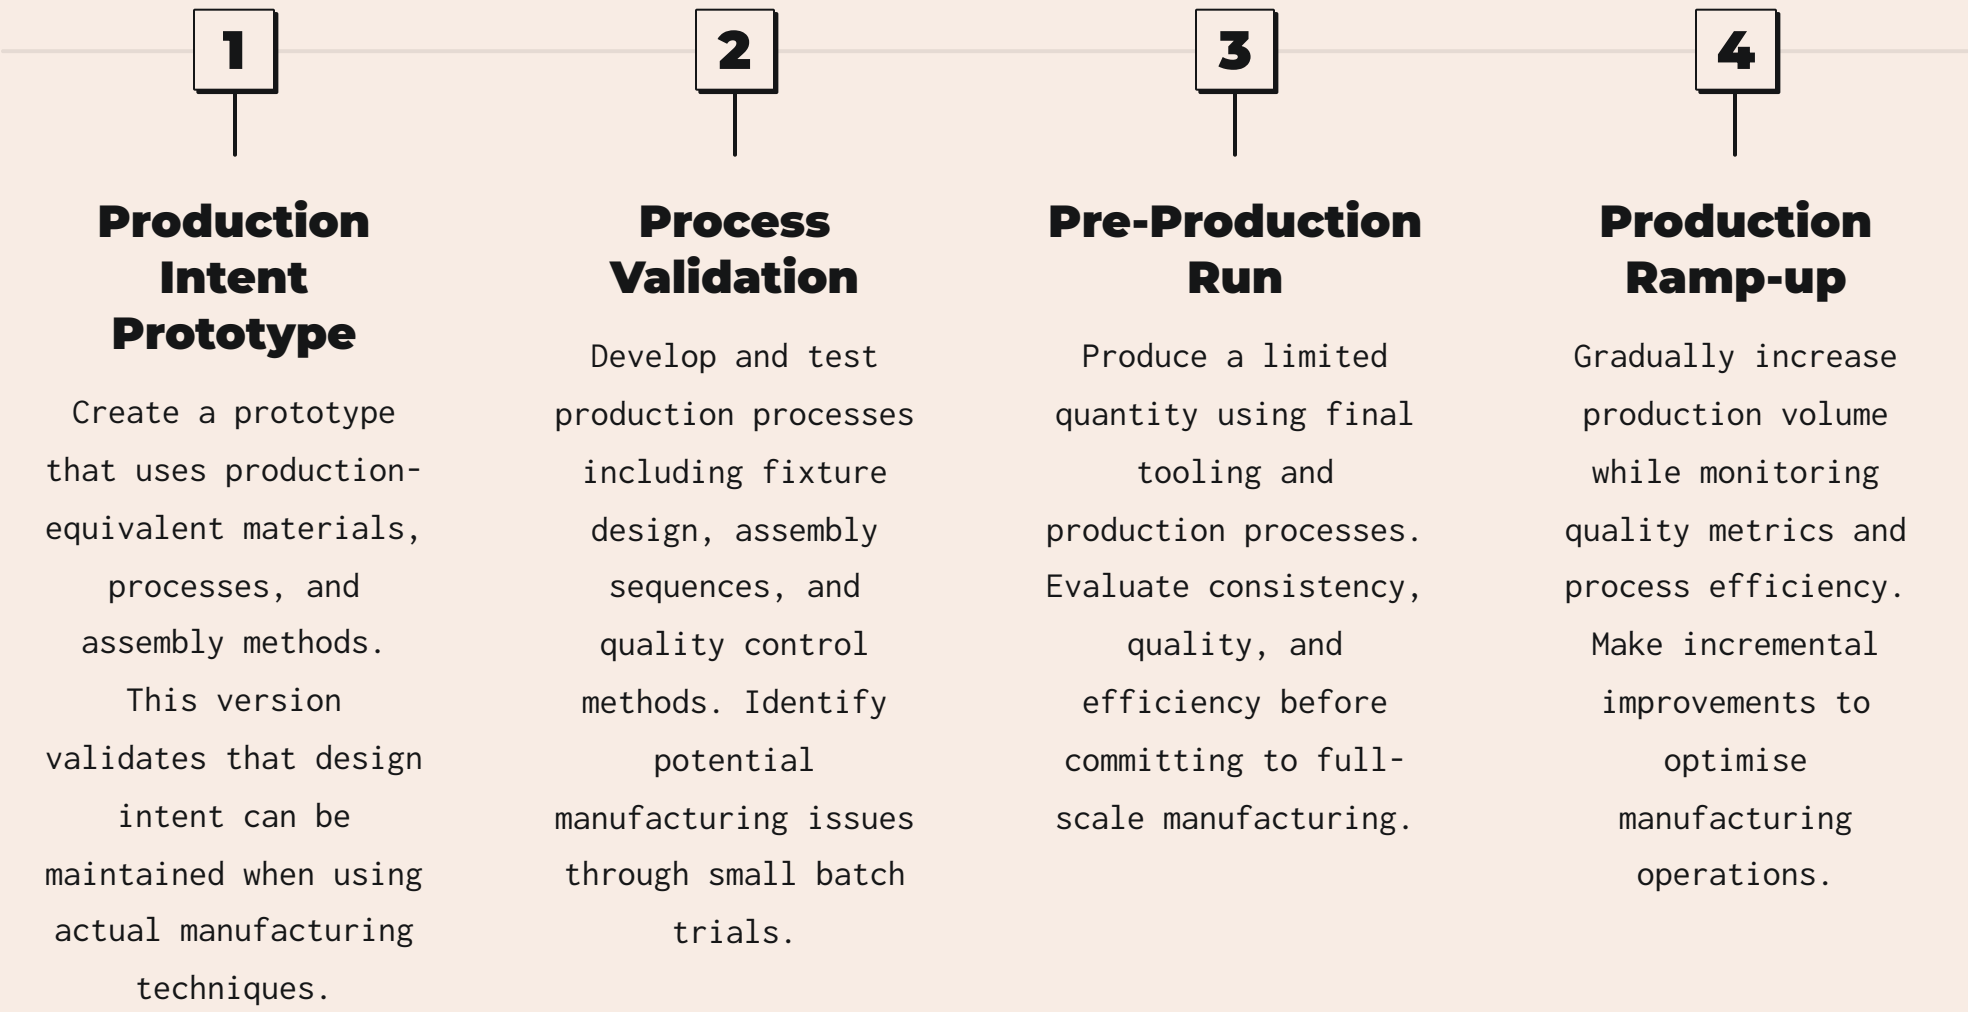 1
Production
Intent
Prototype
Create a prototype
that uses production-
equivalent materials,
processes, and
assembly methods.
This version
validates that design
intent can be
maintained when using
actual manufacturing
techniques.
2
Process
Validation
Develop and test
production processes
including fixture
design, assembly
sequences, and
quality control
methods. Identify
potential
manufacturing issues
through small batch
trials.
3
Pre-Production
Run
Produce a limited
quantity using final
tooling and
production processes.
Evaluate consistency,
quality, and
efficiency before
committing to full-
scale manufacturing.
4
Production
Ramp-up
Gradually increase
production volume
while monitoring
quality metrics and
process efficiency.
Make incremental
improvements to
optimise
manufacturing
operations.